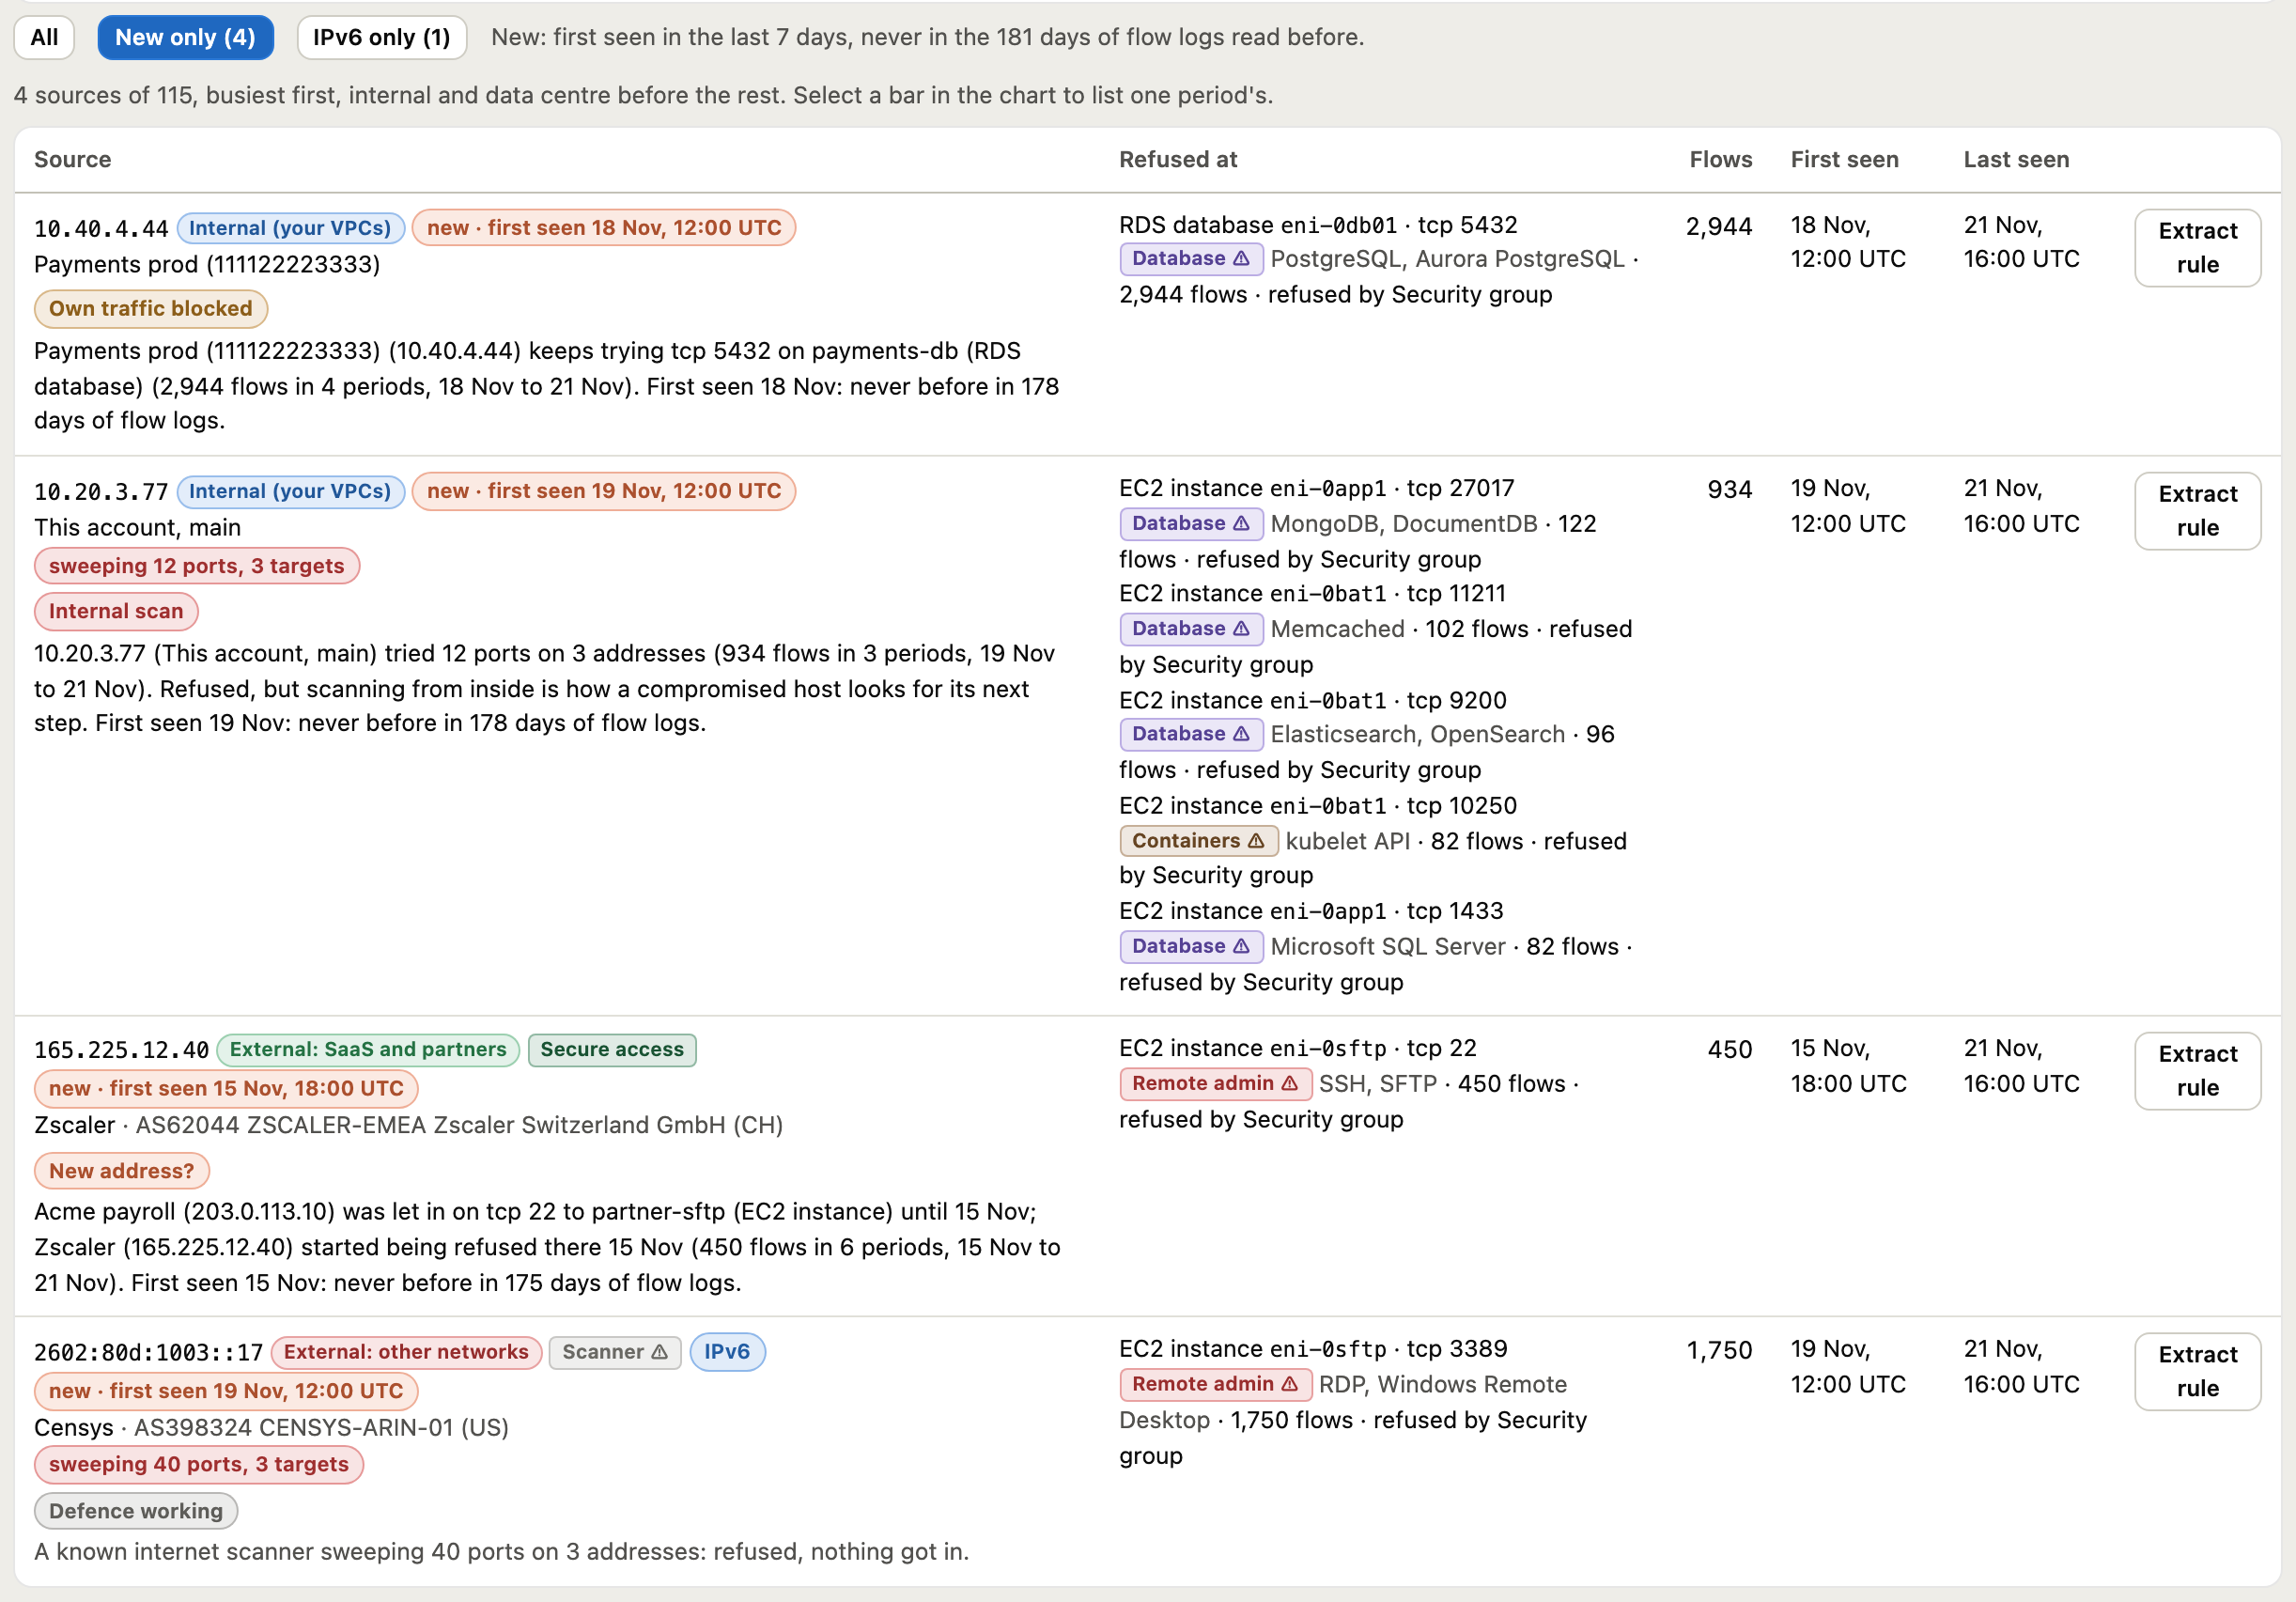 All New only (4) IPv6 only (1) New: first seen in the last 7 days, never in the 181 days of flow logs read before.
4 sources of 115, busiest first, internal and data centre before the rest. Select a bar in the chart to list one period's.
Source Refused at Flows First seen Last seen
10.40.4.44 Internal (your VPCs) new · first seen 18 Nov, 12:00 UTC
Payments prod (111122223333)
Own traffic blocked
Payments prod (111122223333) (10.40.4.44) keeps trying tcp 5432 on payments-db (RDS
database) (2,944 flows in 4 periods, 18 Nov to 21 Nov). First seen 18 Nov: never before in 178
days of flow logs.
RDS database eni-0db01 · tcp 5432
Database ⚠ PostgreSQL, Aurora PostgreSQL ·
2,944 flows · refused by Security group
2,944
18 Nov,
12:00 UTC
21 Nov,
16:00 UTC
Extract
rule
10.20.3.77 Internal (your VPCs) new · first seen 19 Nov, 12:00 UTC
This account, main
sweeping 12 ports, 3 targets
Internal scan
10.20.3.77 (This account, main) tried 12 ports on 3 addresses (934 flows in 3 periods, 19 Nov
to 21 Nov). Refused, but scanning from inside is how a compromised host looks for its next
step. First seen 19 Nov: never before in 178 days of flow logs.
EC2 instance eni-0app1 · tcp 27017
Database ⚠ MongoDB, DocumentDB · 122
flows · refused by Security group
EC2 instance eni-0bat1 · tcp 11211
Database ⚠ Memcached · 102 flows · refused
by Security group
EC2 instance eni-0bat1 · tcp 9200
Database ⚠ Elasticsearch, OpenSearch · 96
flows · refused by Security group
EC2 instance eni-0bat1 · tcp 10250
Containers ⚠ kubelet API · 82 flows · refused
by Security group
EC2 instance eni-0app1 · tcp 1433
Database ⚠ Microsoft SQL Server · 82 flows ·
refused by Security group
934
19 Nov,
12:00 UTC
21 Nov,
16:00 UTC
Extract
rule
165.225.12.40 External: SaaS and partners Secure access
new · first seen 15 Nov, 18:00 UTC
Zscaler · AS62044 ZSCALER-EMEA Zscaler Switzerland GmbH (CH)
New address?
Acme payroll (203.0.113.10) was let in on tcp 22 to partner-sftp (EC2 instance) until 15 Nov;
Zscaler (165.225.12.40) started being refused there 15 Nov (450 flows in 6 periods, 15 Nov to
21 Nov). First seen 15 Nov: never before in 175 days of flow logs.
EC2 instance eni-0sftp · tcp 22
Remote admin ⚠ SSH, SFTP · 450 flows ·
refused by Security group
450
15 Nov,
18:00 UTC
21 Nov,
16:00 UTC
Extract
rule
2602:80d:1003::17 External: other networks Scanner ⚠ IPv6
new · first seen 19 Nov, 12:00 UTC
Censys · AS398324 CENSYS-ARIN-01 (US)
sweeping 40 ports, 3 targets
Defence working
A known internet scanner sweeping 40 ports on 3 addresses: refused, nothing got in.
EC2 instance eni-0sftp · tcp 3389
Remote admin ⚠ RDP, Windows Remote
Desktop · 1,750 flows · refused by Security
group
1,750
19 Nov,
12:00 UTC
21 Nov,
16:00 UTC
Extract
rule